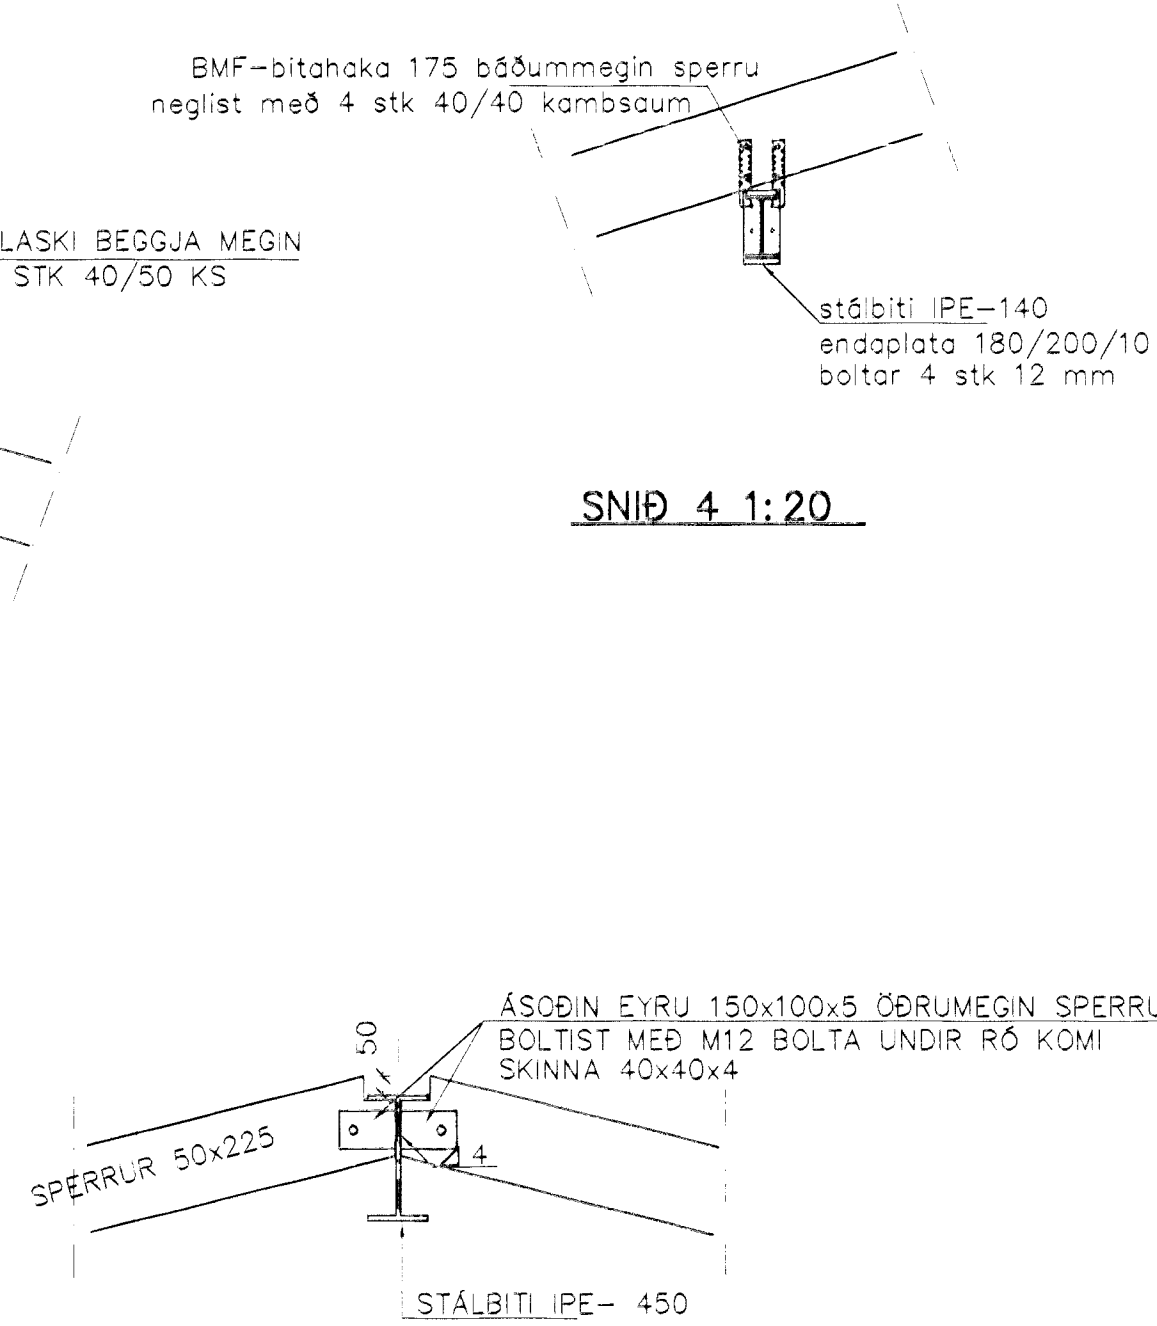 BMF-bitahaka 175 báðummegin sperru
neglist með 4 stk 40/40 kambsaum
LASKI BEGGJA MEGIN
STK 40/50 KS
stálbiti IPE-140
endaplata 180/200/10
boltar 4 stk 12 mm
SNIÐ 4 1:20
ÁSOÐIN EYRU 150x100x5 ÖÐRUMEGIN SPERRU
BOLTIST MEÐ M12 BOLTA UNDIR RÓ KOMI
SKINNA 40x40x4
50
SPERRUR 50x225
4
STÁLBITI IPE- 450